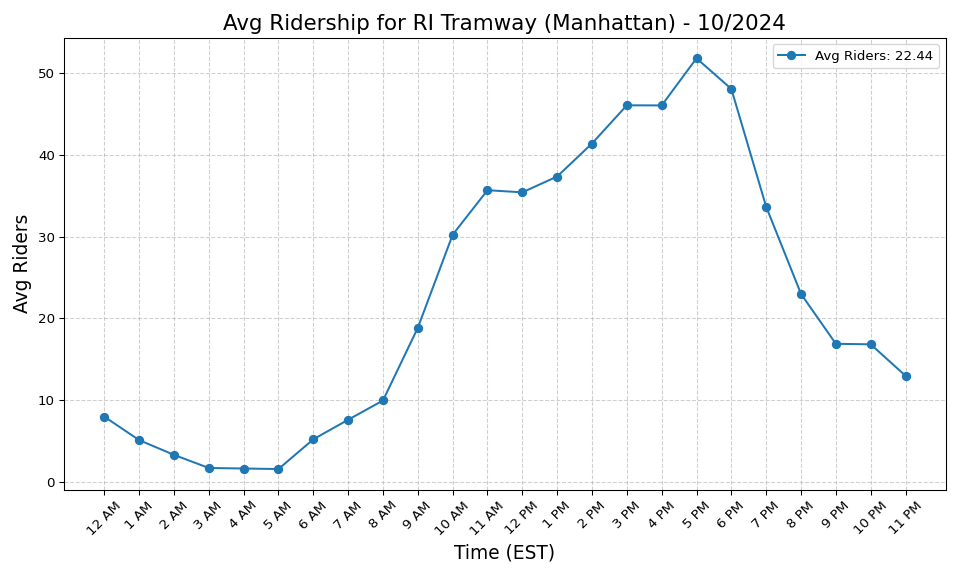 Avg Ridership for RI Tramway (Manhattan) - 10/2024
Avg Riders: 22.44
50
40
30
20
10
0
Avg Riders
12 AM
1 AM
2 AM
3 AM
4 AM
5 AM
6 AM
7 AM
8 AM
9 AM
10 AM
11 AM
12 PM
1 PM
2 PM
3 PM
4 PM
5 PM
6 PM
7 PM
8 PM
9 PM
10 PM
11 PM
Time (EST)